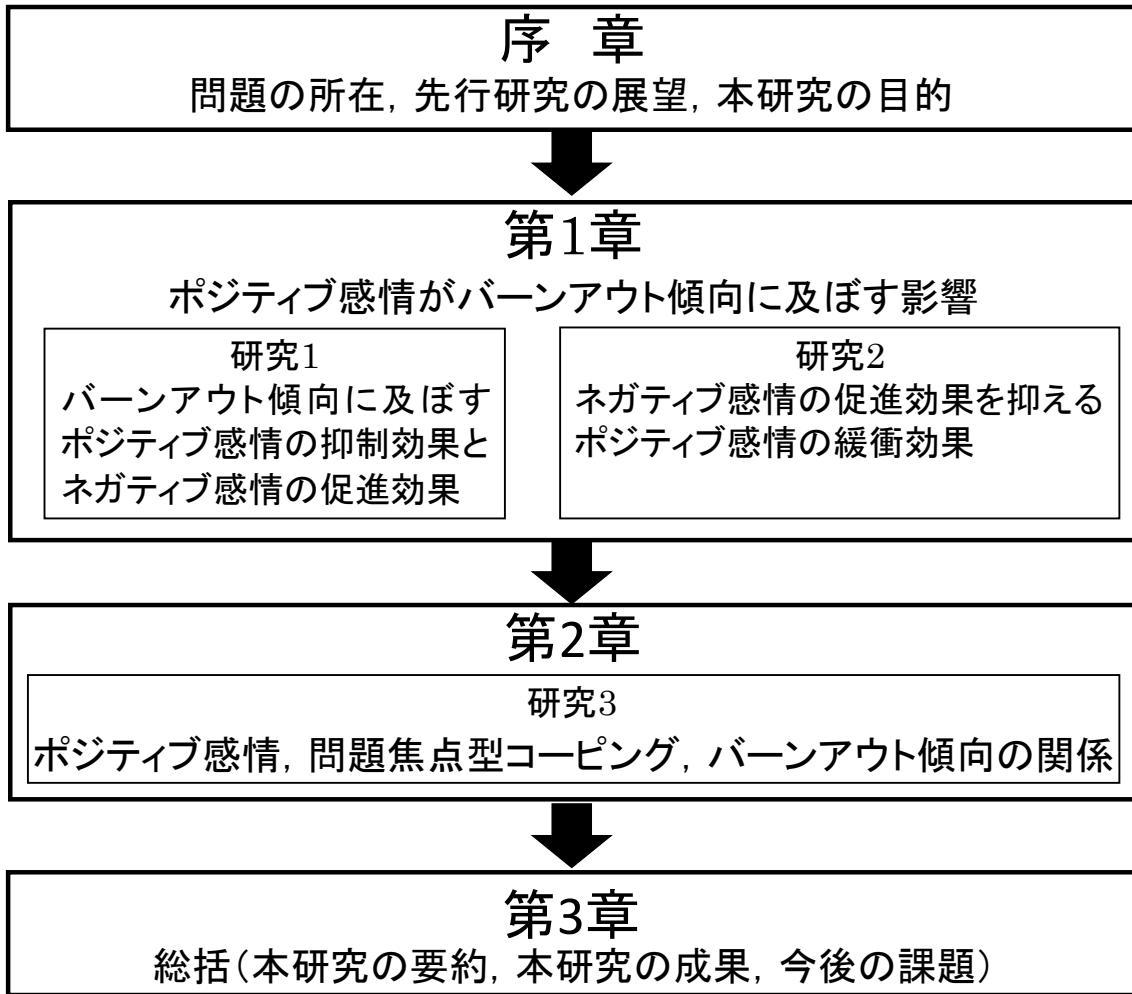 序　章
問題の所在，先行研究の展望，本研究の目的
第1章
ポジティブ感情がバーンアウト傾向に及ぼす影響
研究1
バーンアウト傾向に及ぼす
ポジティブ感情の抑制効果と
ネガティブ感情の促進効果
研究2
ネガティブ感情の促進効果を抑える
ポジティブ感情の緩衝効果
第2章
研究3
ポジティブ感情，問題焦点型コーピング，バーンアウト傾向の関係
第3章
総括（本研究の要約，本研究の成果，今後の課題）